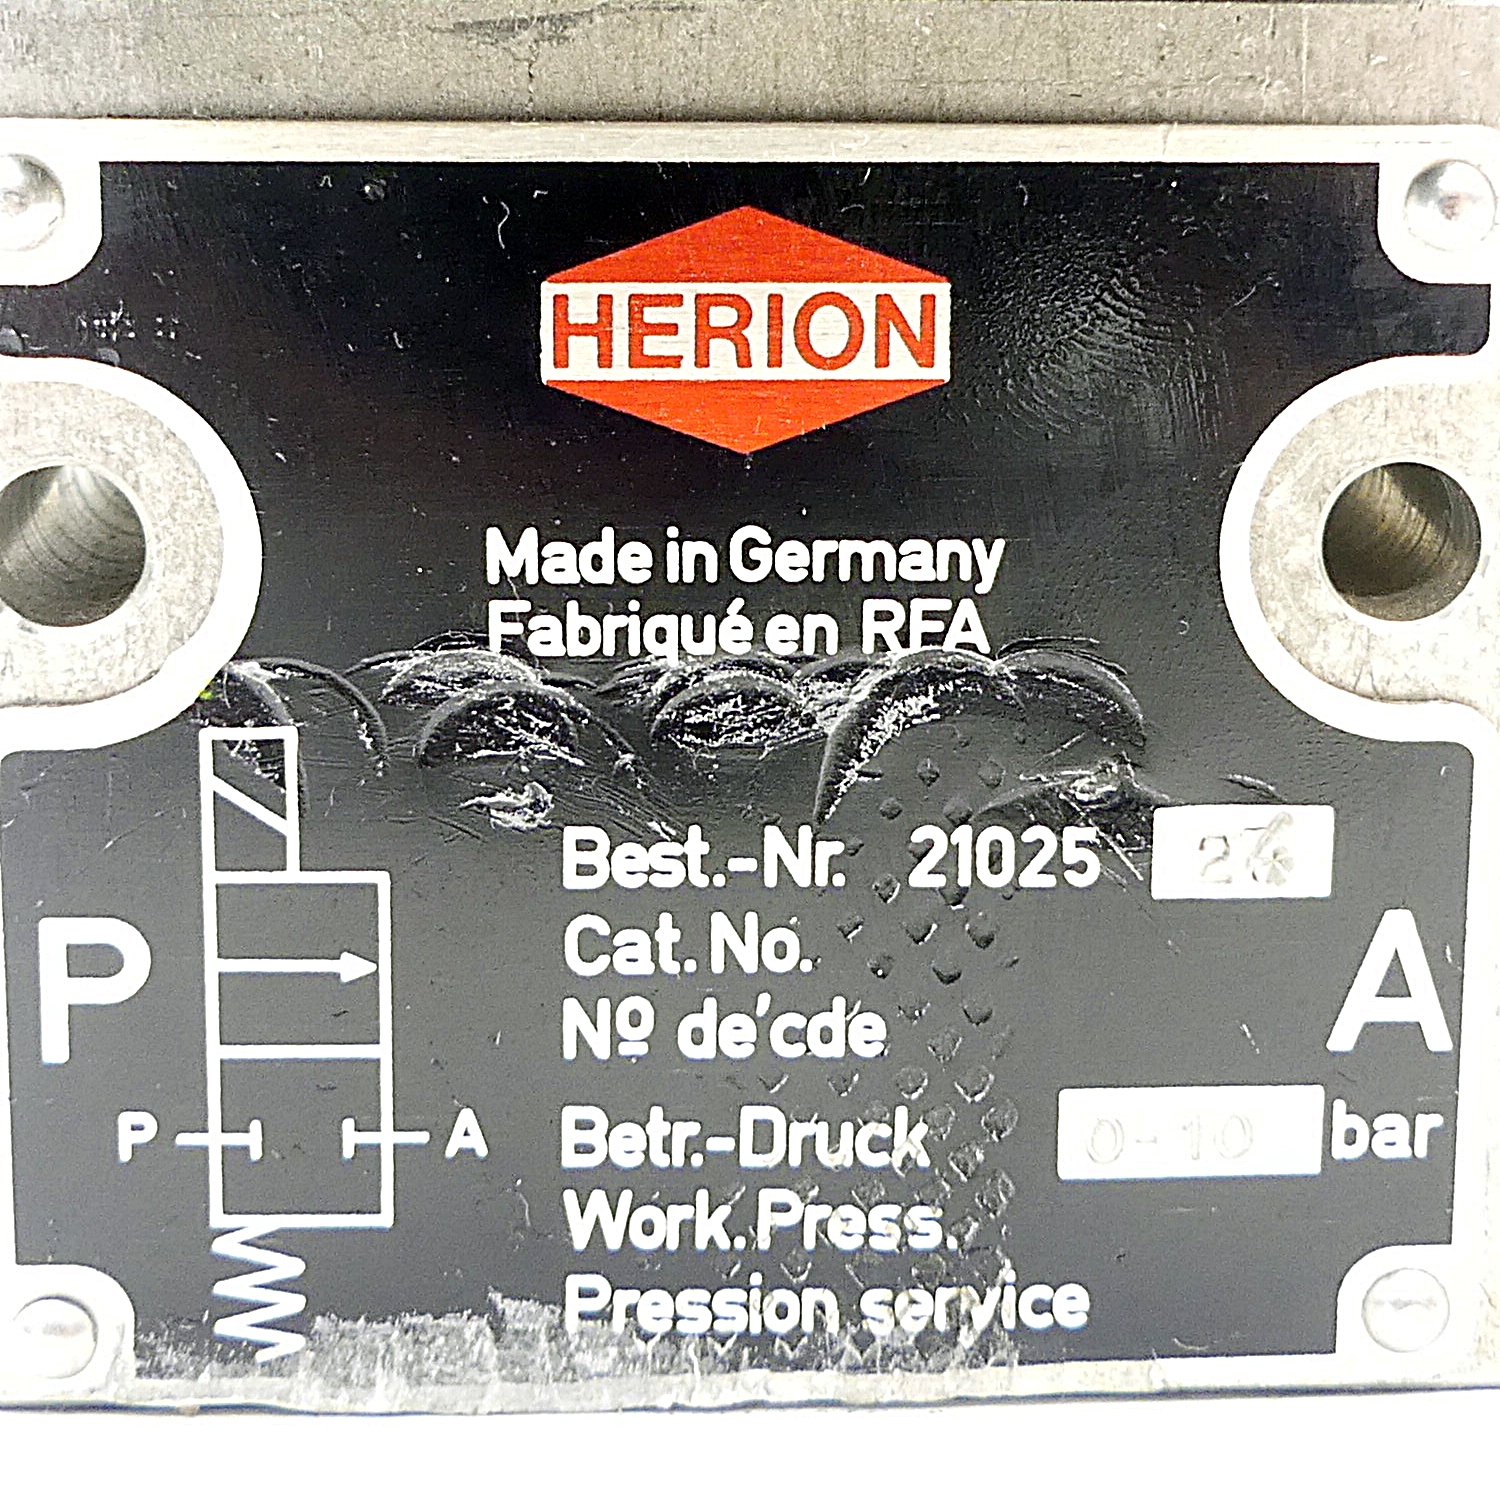 HERION
Made in Germany
Fabriqué en RFA
Best.-Nr. 21025
Cat. No.
Nº de'cde
P
A
P
A
Betr.-Druck 0-10 bar
Work. Press.
Pression service